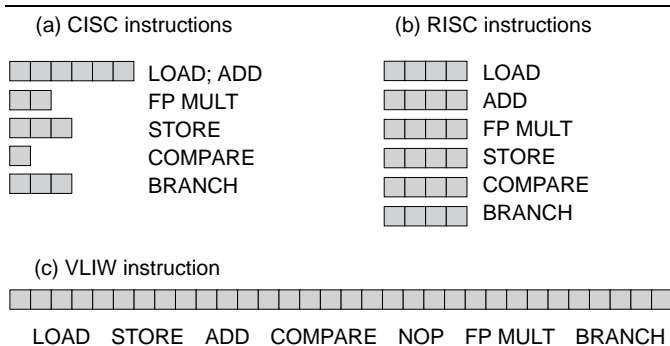 (a) CISC instructions
LOAD; ADD
FP MULT
STORE
COMPARE
BRANCH
(b) RISC instructions
LOAD
ADD
FP MULT
STORE
COMPARE
BRANCH
(c) VLIW instruction
LOAD STORE ADD COMPARE NOP FP MULT BRANCH